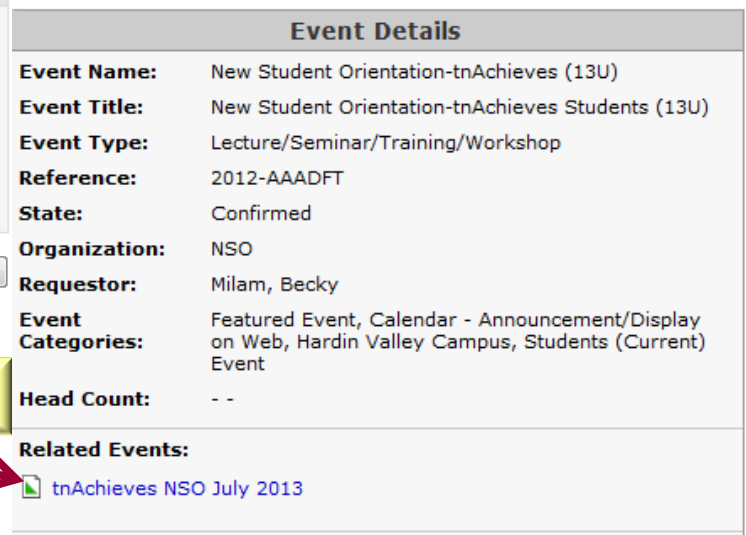 Event Details
Event Name: New Student Orientation-tnAchieves (13U)
Event Title: New Student Orientation-tnAchieves Students (13U)
Event Type: Lecture/Seminar/Training/Workshop
Reference: 2012-AAADFT
State: Confirmed
Organization: NSO
Requestor: Milam, Becky
Event Featured Event, Calendar - Announcement/Display
Categories: on Web, Hardin Valley Campus, Students (Current)
Event
Head Count: - -
Related Events:
tnAchieves NSO July 2013